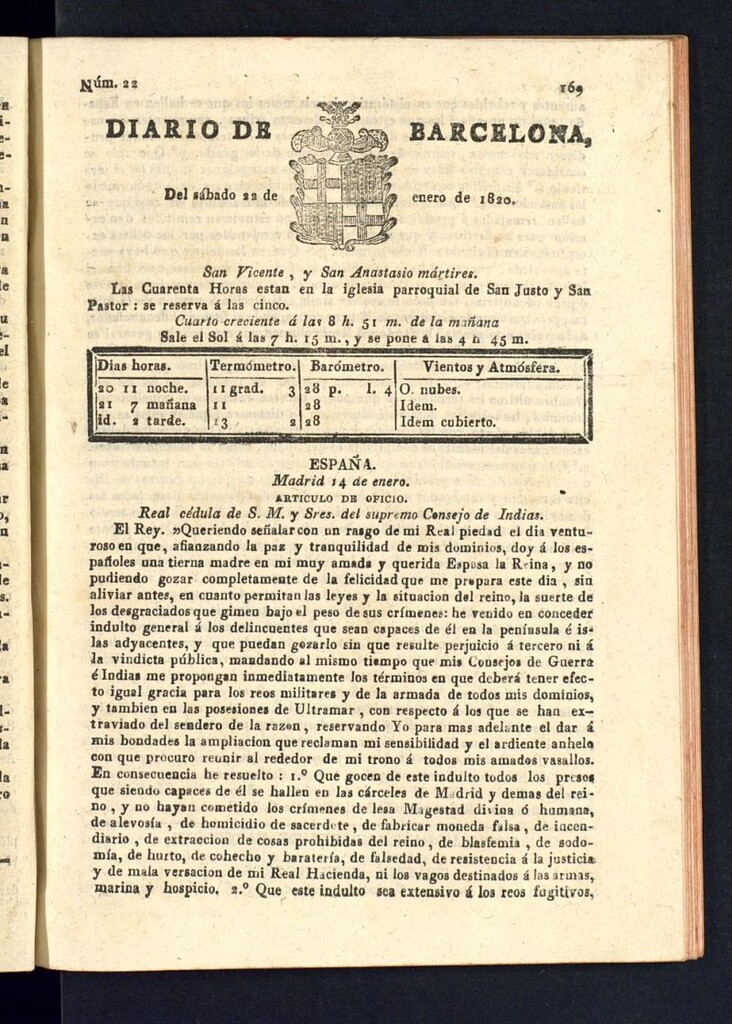 Núm. 22 169
DIARIO DE BARCELONA,
Del sábado 22 de enero de 1820.
San Vicente, y San Anastasio mártires.
Las Cuarenta Horas estan en la iglesia parroquial de San Justo y San
Pastor: se reserva á las cinco.
Cuarto creciente á las 8 h. 51 m. de la mañana
Sale el Sol á las 7 h. 15 m., y se pone á las 4 h 45 m.
Dias horas. Termómetro. Barómetro. Vientos y Atmósfera.
20 11 noche. 11 grad. 3 28 p. l. 4 O. nubes.
21 7 mañana 11 28 Idem.
id. 2 tarde. 13 2 28 Idem cubierto.
ESPAÑA.
Madrid 14 de enero.
ARTICULO DE OFICIO.
Real cédula de S. M. y Sres. del supremo Consejo de Indias.
El Rey. »Queriendo señalar con un rasgo de mi Real piedad el dia ventu-
roso en que, afianzando la paz y tranquilidad de mis dominios, doy á los es-
pañoles una tierna madre en mi muy amada y querida Esposa la Reina, y no
pudiendo gozar completamente de la felicidad que me prepara este dia, sin
aliviar antes, en cuanto permitan las leyes y la situacion del reino, la suerte de
los desgraciados que gimen bajo el peso de sus crímenes: he venido en conceder
indulto general á los delincuentes que sean capaces de él en la península é is-
las adyacentes, y que puedan gozarlo sin que resulte perjuicio á tercero ni á
la vindicta pública, mandando al mismo tiempo que mis Consejos de Guerra
é Indias me propongan inmediatamente los términos en que deberá tener efec-
to igual gracia para los reos militares y de la armada de todos mis dominios,
y tambien en las posesiones de Ultramar, con respecto á los que se han ex-
traviado del sendero de la razon, reservando Yo para mas adelante el dar á
mis bondades la ampliacion que reclaman mi sensibilidad y el ardiente anhelo
con que procuro reunir al rededor de mi trono á todos mis amados vasallos.
En consecuencia he resuelto: 1.º Que gocen de este indulto todos los presos
que siendo capaces de él se hallen en las cárceles de Madrid y demas del rei-
no, y no hayan cometido los crímenes de lesa Magestad divina ó humana,
de alevosía, de homicidio de sacerdote, de fabricar moneda falsa, de incen-
diario, de extraccion de cosas prohibidas del reino, de blasfemia, de sodo-
mía, de hurto, de cohecho y baratería, de falsedad, de resistencia á la justicia
y de mala versacion de mi Real Hacienda, ni los vagos destinados á las armas,
marina y hospicio. 2.º Que este indulto sea extensivo á los reos fugitivos,